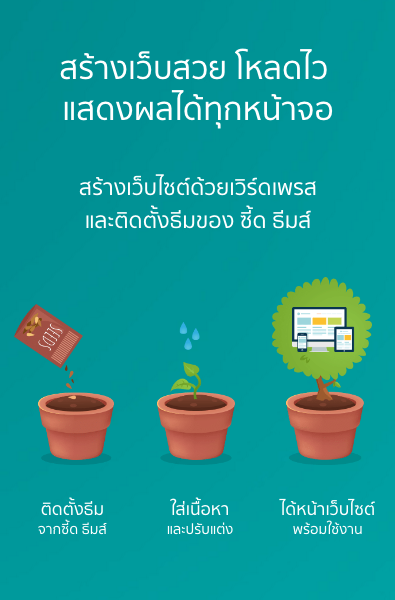 สร้างเว็บสวย โหลดไว
แสดงผลได้ทุกหน้าจอ
สร้างเว็บไซต์ด้วยเวิร์ดเพรส
และติดตั้งธีมของ ซี้ด ธีมส์
ติดตั้งธีม
จากซี้ด ธีมส์
ใส่เนื้อหา
และปรับแต่ง
ได้หน้าเว็บไซต์
พร้อมใช้งาน